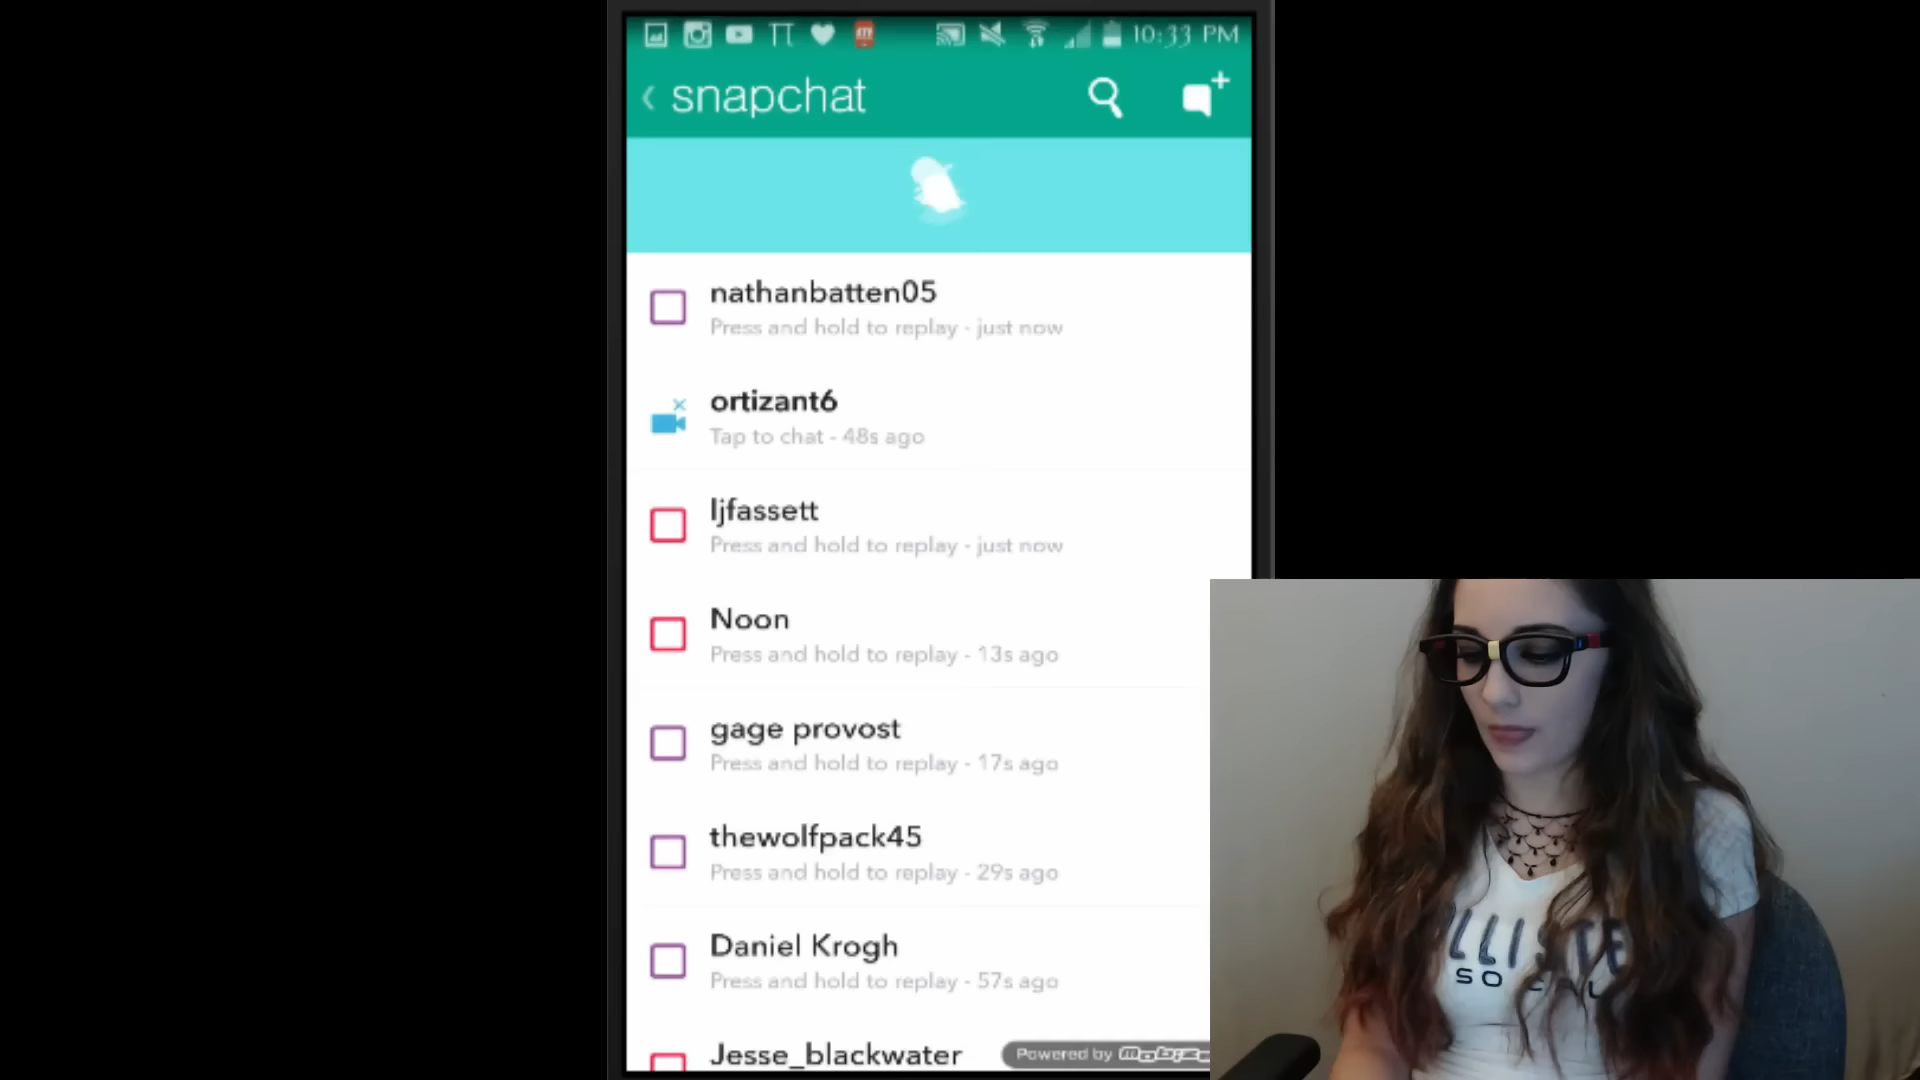 10:33 PM
snapchat
nathanbatten05
Press and hold to replay - just now
ortizant6
Tap to chat - 48s ago
ljfassett
Press and hold to replay - just now
Noon
Press and hold to replay - 13s ago
gage provost
Press and hold to replay - 17s ago
thewolfpack45
Press and hold to replay - 29s ago
Daniel Krogh
Press and hold to replay - 57s ago
Jesse_blackwater
Powered by
LLISTE
SO CAL